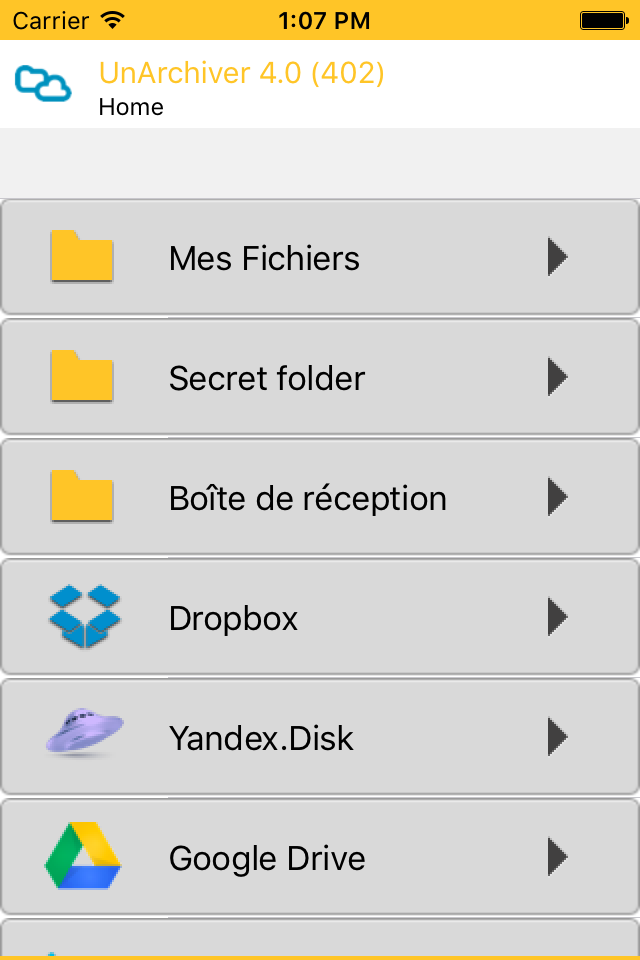 Carrier 1:07 PM
UnArchiver 4.0 (402)
Home
Mes Fichiers
Secret folder
Boîte de réception
Dropbox
Yandex.Disk
Google Drive